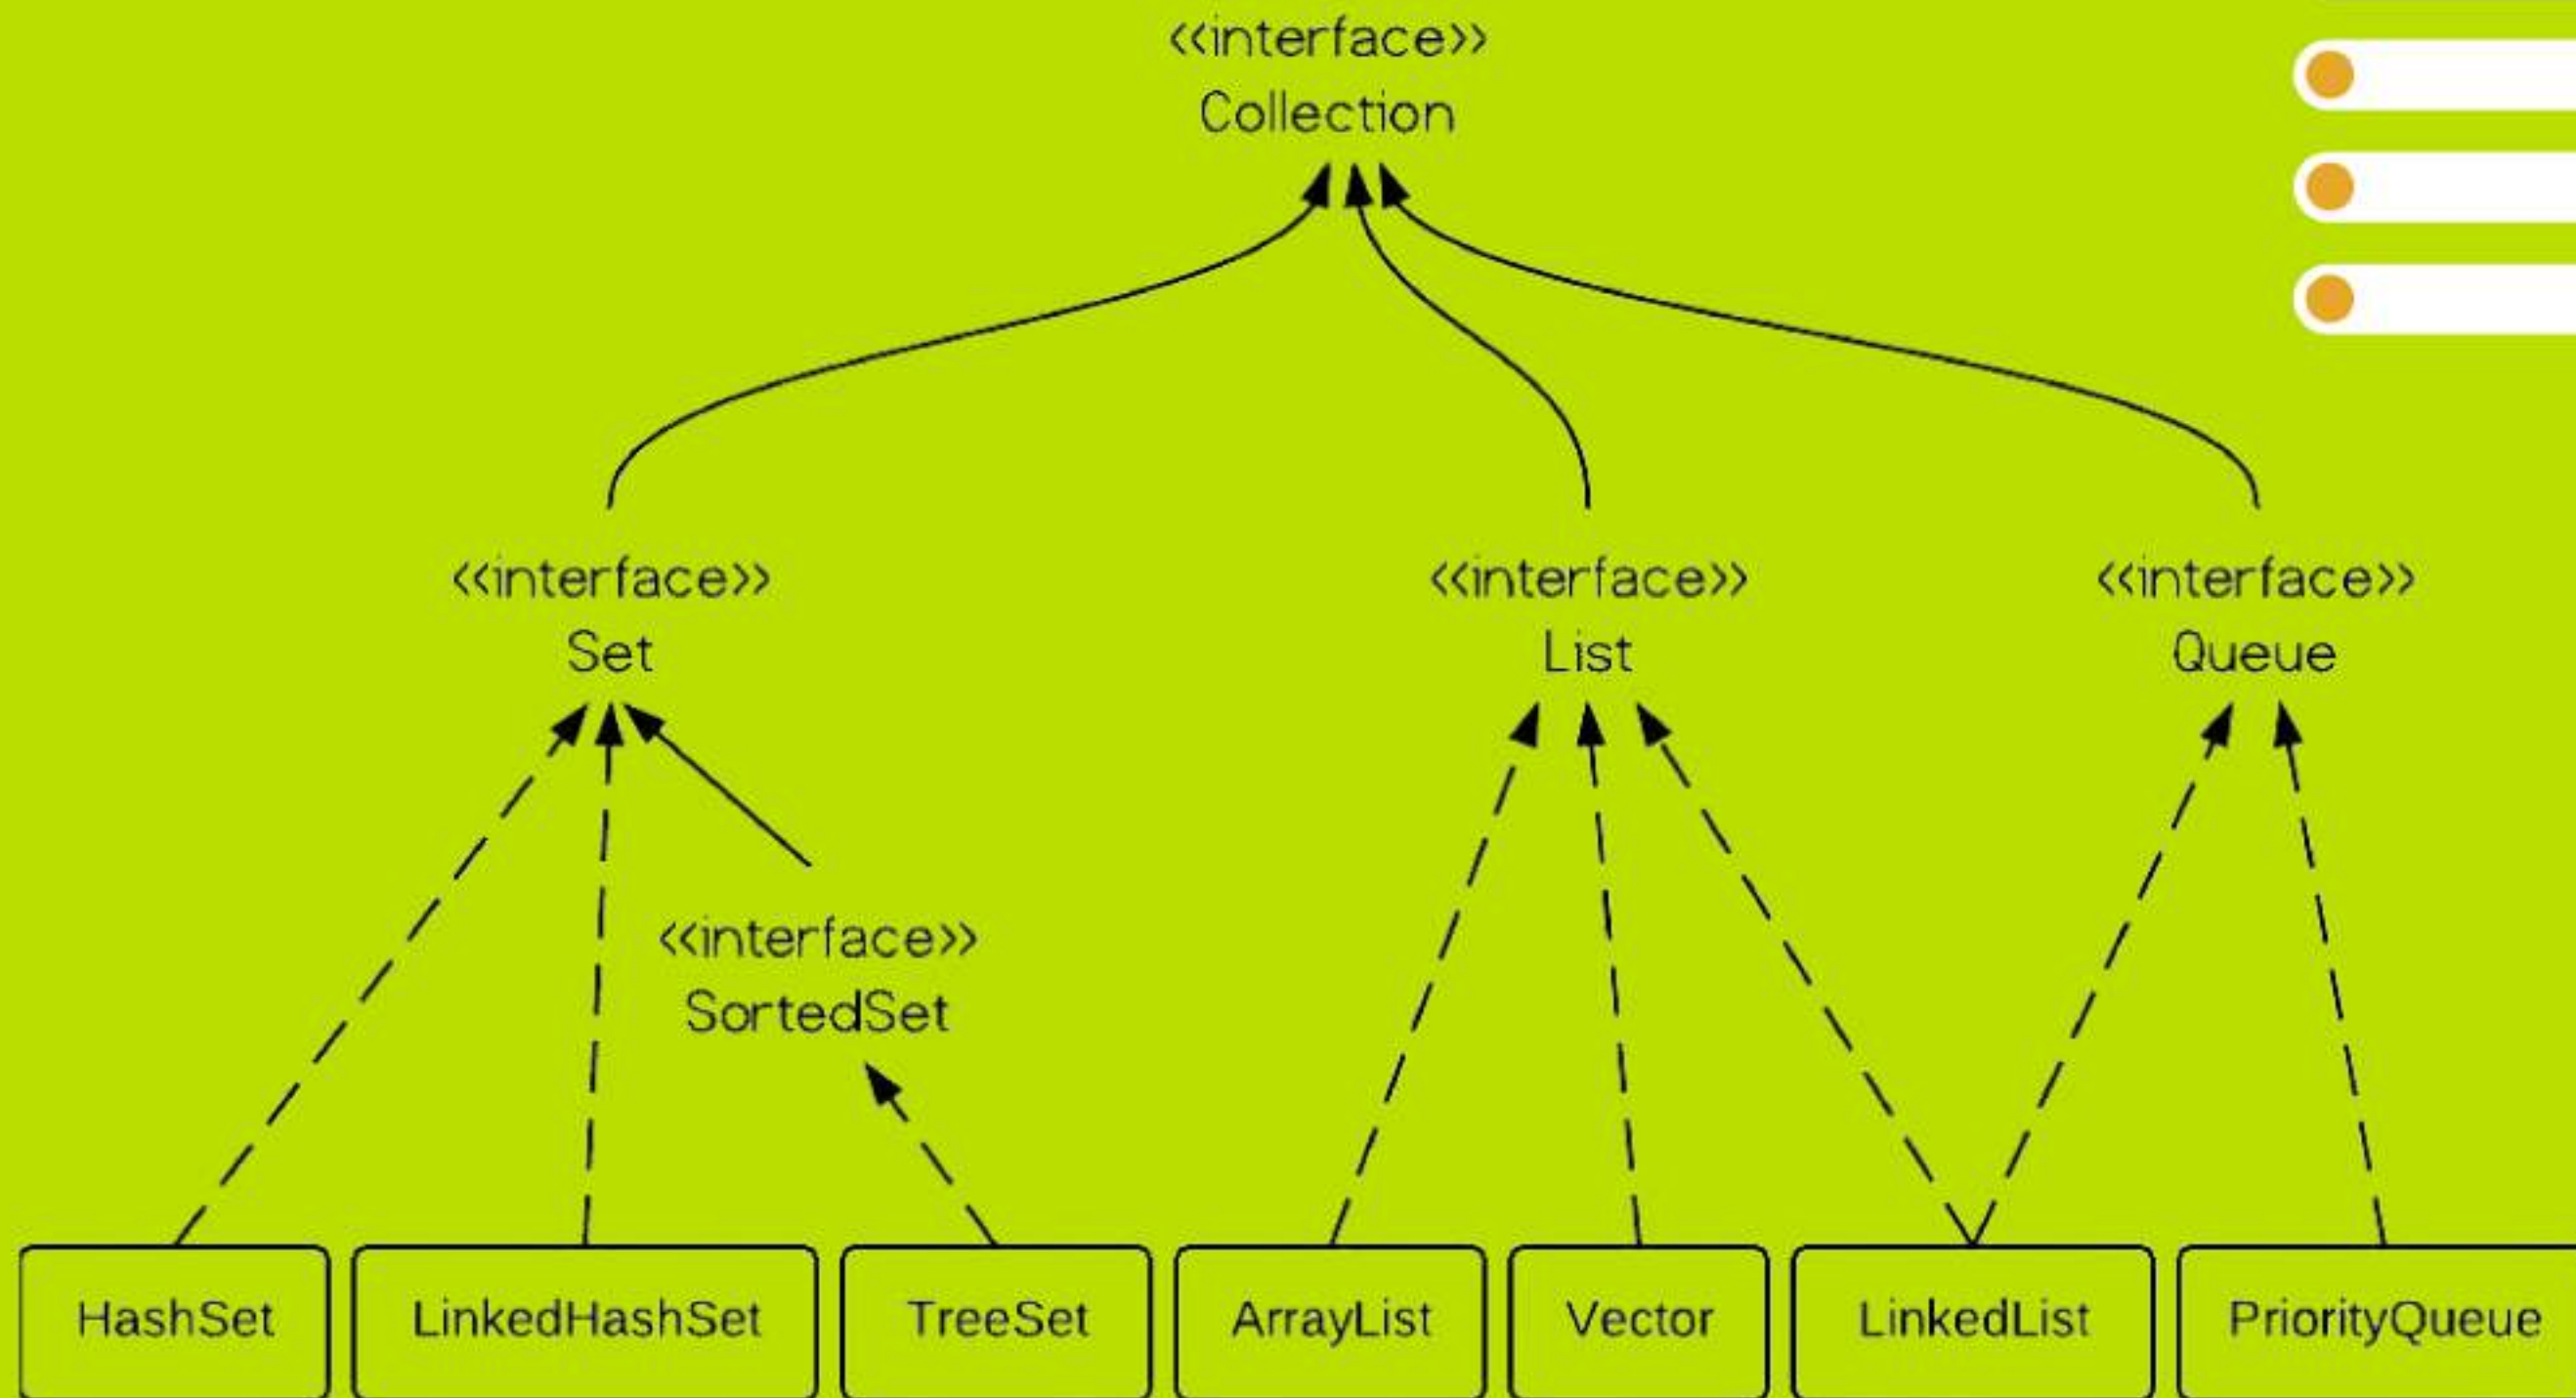 <<interface>>
Collection
<<interface>>
Set
<<interface>>
List
<<interface>>
Queue
<<interface>>
SortedSet
HashSet
LinkedHashSet
TreeSet
ArrayList
Vector
LinkedList
PriorityQueue